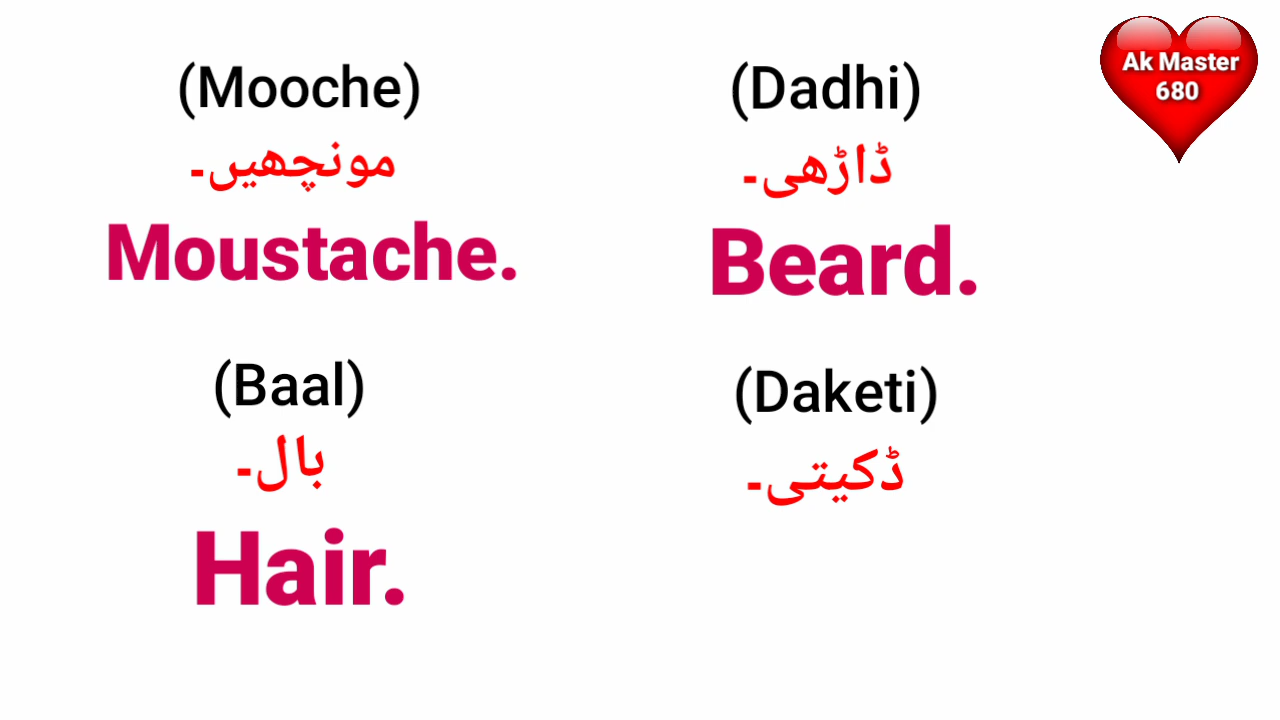 (Mooche)
مونچھیں۔
Moustache.
(Dadhi)
ڈاڑھی۔
Beard.
(Baal)
بال۔
Hair.
(Daketi)
ڈکیتی۔
Ak Master
680